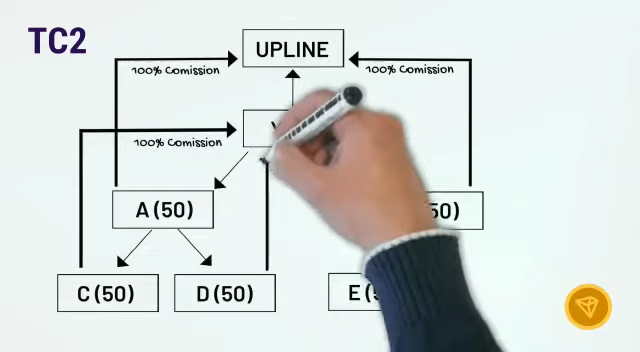 TC2
UPLINE
100% Comission
100% Comission
100% Comission
A (50)
50)
C (50)
D (50)
E (5